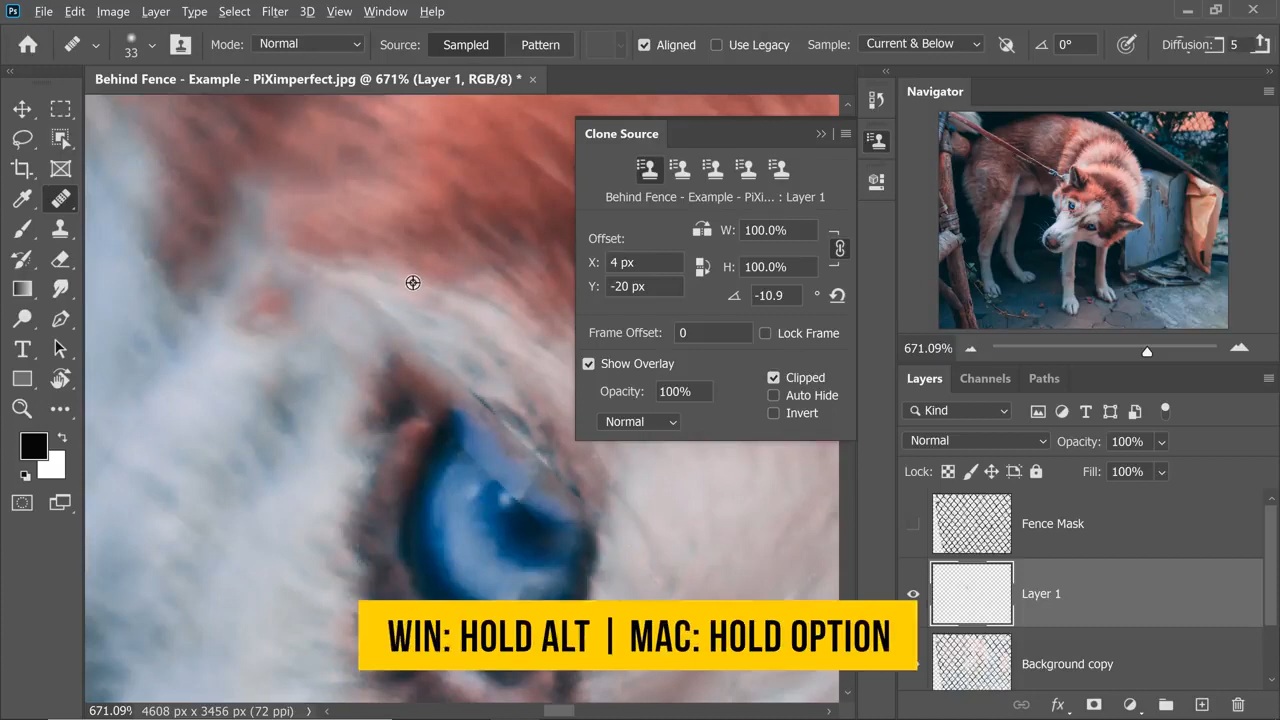 Ps File Edit Image Layer Type Select Filter 3D View Window Help
33 Mode: Normal Source: Sampled Pattern Aligned Use Legacy Sample: Current & Below 0° Diffusion: 5
Behind Fence - Example - PiXimperfect.jpg @ 671% (Layer 1, RGB/8) *
Clone Source
Behind Fence - Example - PiXi... : Layer 1
Offset:
W: 100.0%
X: 4 px
H: 100.0%
Y: -20 px
-10.9 °
Frame Offset: 0 Lock Frame
Show Overlay
Opacity: 100%
Clipped
Auto Hide
Normal
Invert
Navigator
671.09%
Layers Channels Paths
Kind
Normal Opacity: 100%
Lock: Fill: 100%
Fence Mask
Layer 1
Background copy
WIN: HOLD ALT | MAC: HOLD OPTION
671.09% 4608 px x 3456 px (72 ppi)